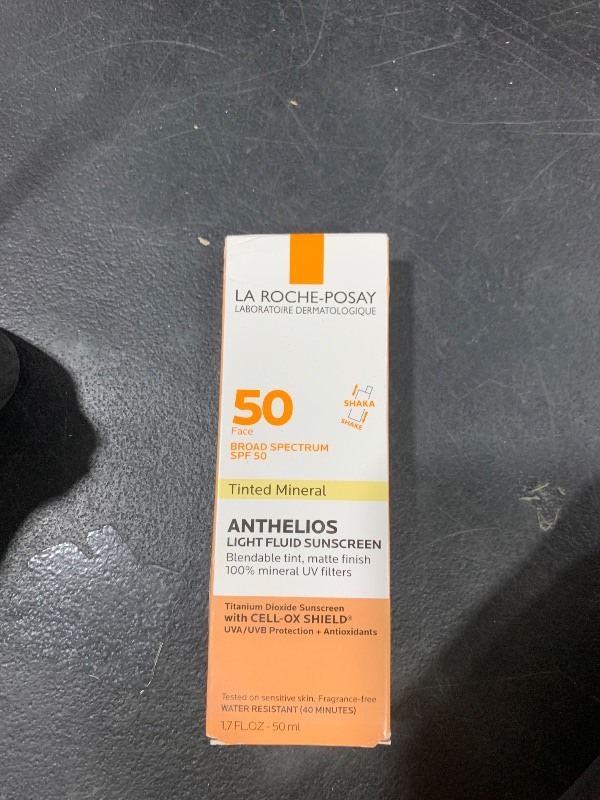 LA ROCHE-POSAY
LABORATOIRE DERMATOLOGIQUE
50
Face
BROAD SPECTRUM
SPF 50
SHAKA
SHAKE
Tinted Mineral
ANTHELIOS
LIGHT FLUID SUNSCREEN
Blendable tint, matte finish
100% mineral UV filters
Titanium Dioxide Sunscreen
with CELL-OX SHIELD®
UVA/UVB Protection + Antioxidants
Tested on sensitive skin. Fragrance-free
WATER RESISTANT (40 MINUTES)
1.7 FL.OZ - 50 ml